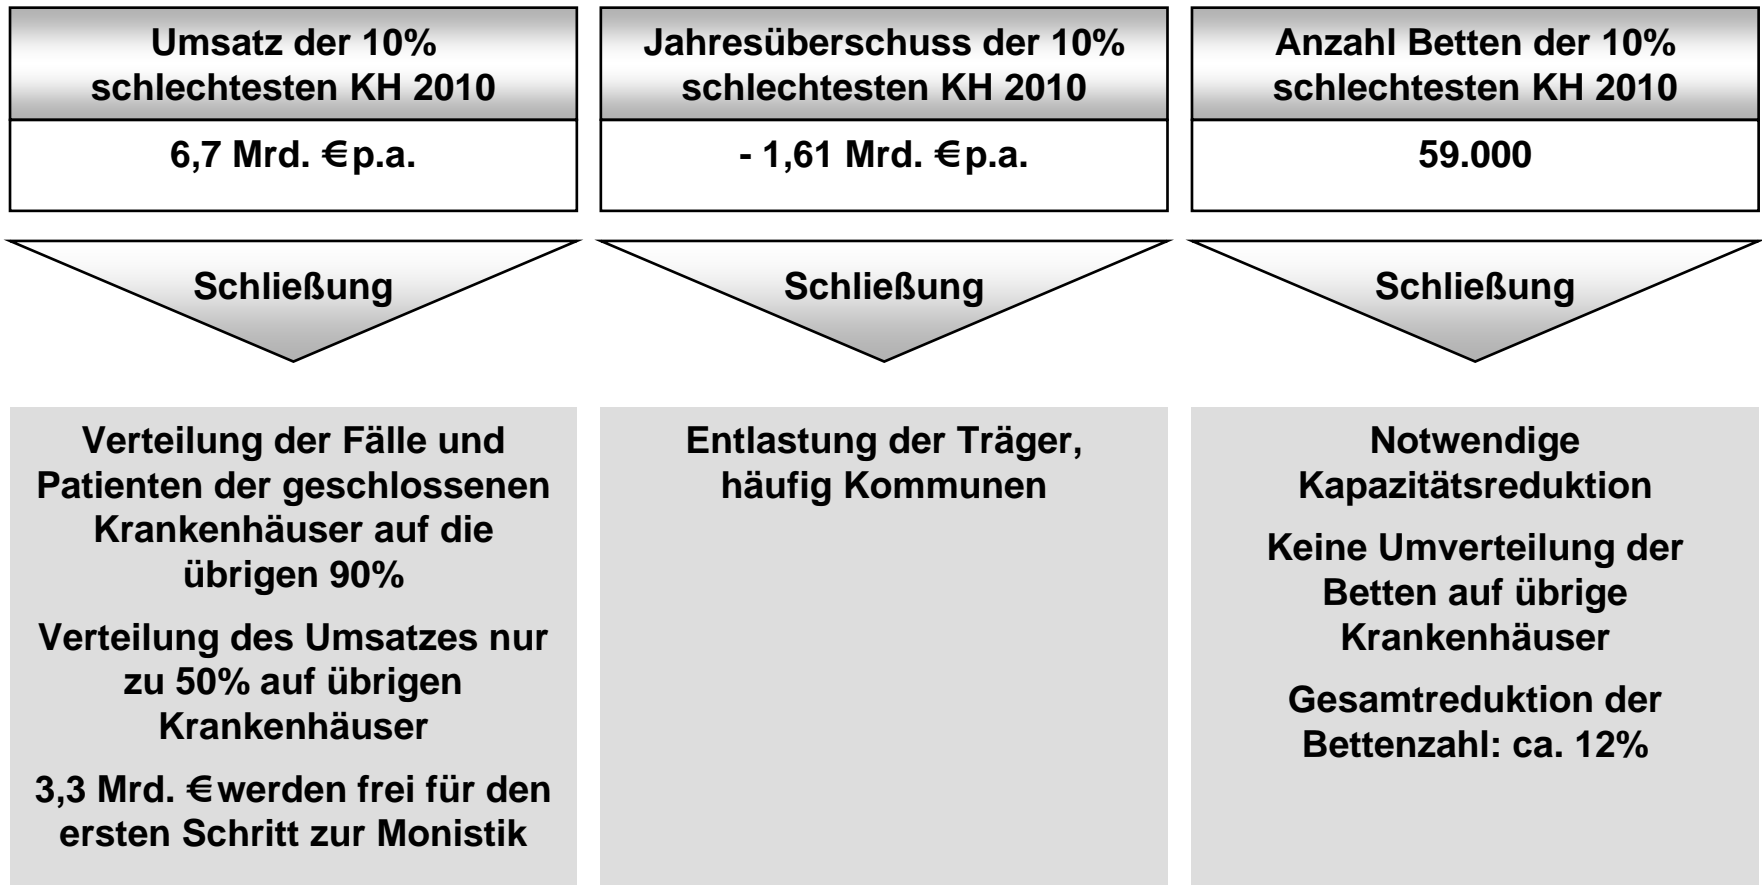 Umsatz der 10%
schlechtesten KH 2010
6,7 Mrd. €p.a.
Schließung
Verteilung der Fälle und
Patienten der geschlossenen
Krankenhäuser auf die
übrigen 90%
Verteilung des Umsatzes nur
zu 50% auf übrigen
Krankenhäuser
3,3 Mrd. €werden frei für den
ersten Schritt zur Monistik
Jahresüberschuss der 10%
schlechtesten KH 2010
- 1,61 Mrd. €p.a.
Schließung
Entlastung der Träger,
häufig Kommunen
Anzahl Betten der 10%
schlechtesten KH 2010
59.000
Schließung
Notwendige
Kapazitätsreduktion
Keine Umverteilung der
Betten auf übrige
Krankenhäuser
Gesamtreduktion der
Bettenzahl: ca. 12%